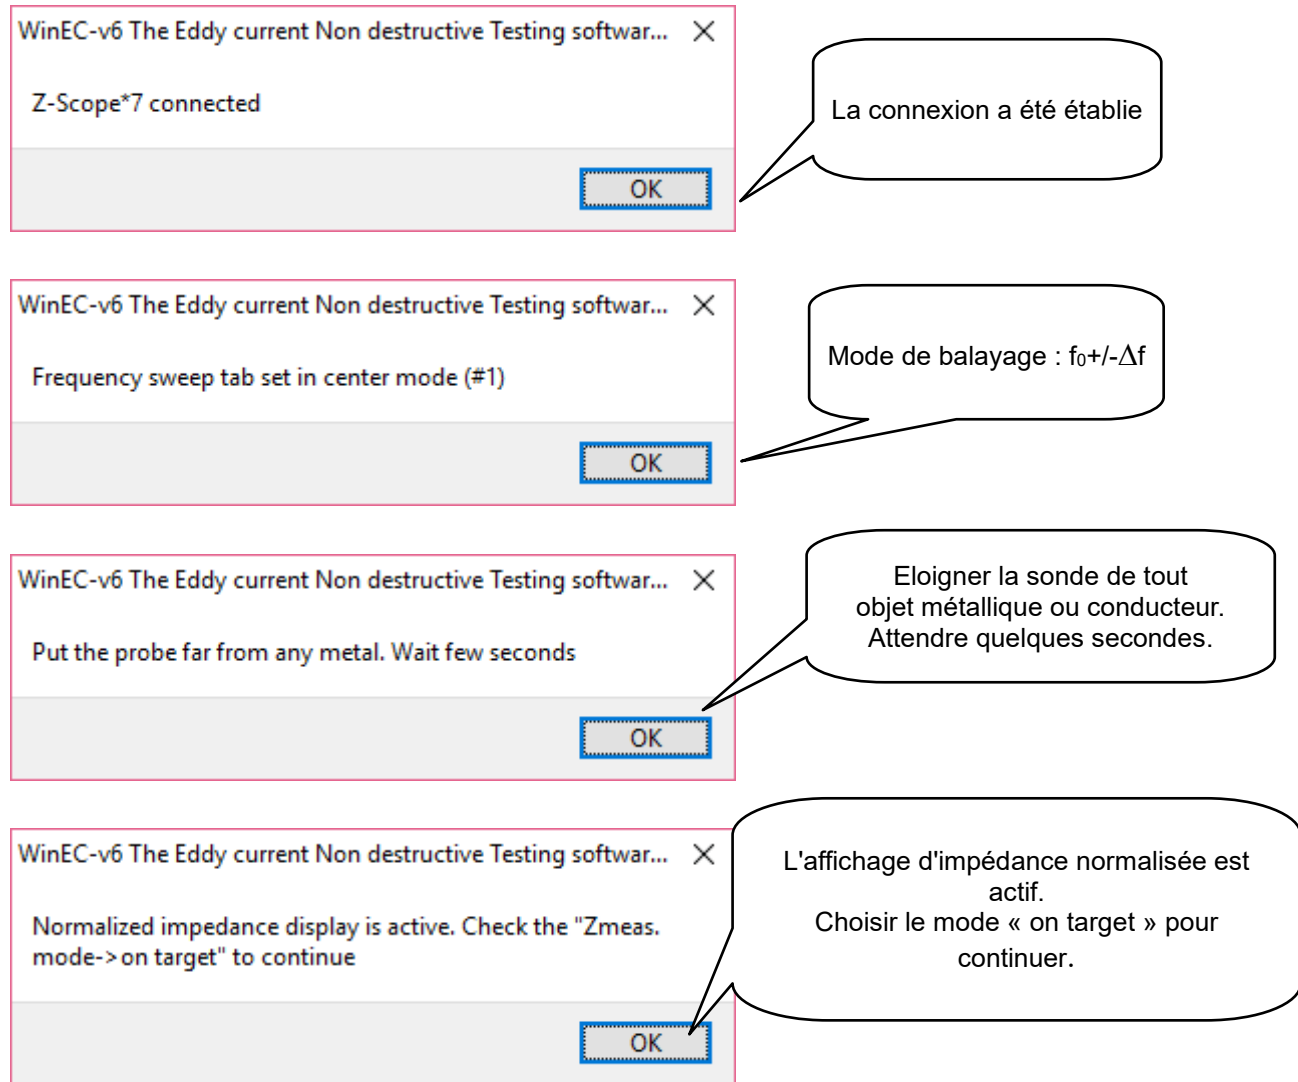 WinEC-v6 The Eddy current Non destructive Testing softwar...
Z-Scope*7 connected
OK
La connexion a été établie
WinEC-v6 The Eddy current Non destructive Testing softwar...
Frequency sweep tab set in center mode (#1)
OK
Mode de balayage : f0+/-Δf
WinEC-v6 The Eddy current Non destructive Testing softwar...
Put the probe far from any metal. Wait few seconds
OK
Eloigner la sonde de tout
objet métallique ou conducteur.
Attendre quelques secondes.
WinEC-v6 The Eddy current Non destructive Testing softwar...
Normalized impedance display is active. Check the "Zmeas.
mode->on target" to continue
OK
L'affichage d'impédance normalisée est
actif.
Choisir le mode « on target » pour
continuer.